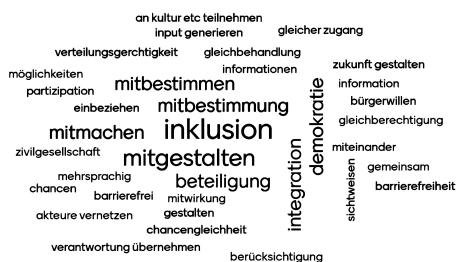 an kultur etc teilnehmen
input generieren
gleicher zugang
verteilungsgerechtigkeit
gleichbehandlung
möglichkeiten
informationen
zukunft gestalten
partizipation
mitbestimmen
information
einbeziehen
mitbestimmung
demokratie
bürgerwillen
mitmachen
inklusion
gleichberechtigung
zivilgesellschaft
mitgestalten
integration
miteinander
mehrsprachig
beteiligung
sichtweisen
gemeinsam
chancen
barrierefrei
mitwirkung
barrierefreiheit
akteure vernetzen
gestalten
chancengleichheit
verantwortung übernehmen
berücksichtigung